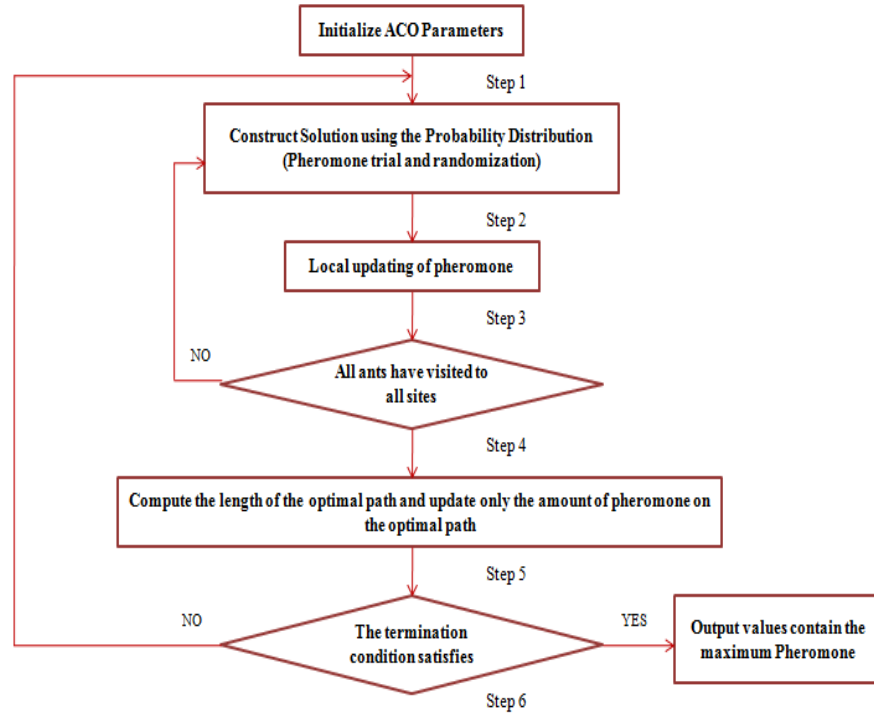 Initialize ACO Parameters
Step 1
Construct Solution using the Probability Distribution
(Pheromone trial and randomization)
Step 2
Local updating of pheromone
Step 3
NO
All ants have visited to
all sites
Step 4
Compute the length of the optimal path and update only the amount of pheromone on
the optimal path
Step 5
NO
The termination
condition satisfies
YES
Output values contain the
maximum Pheromone
Step 6